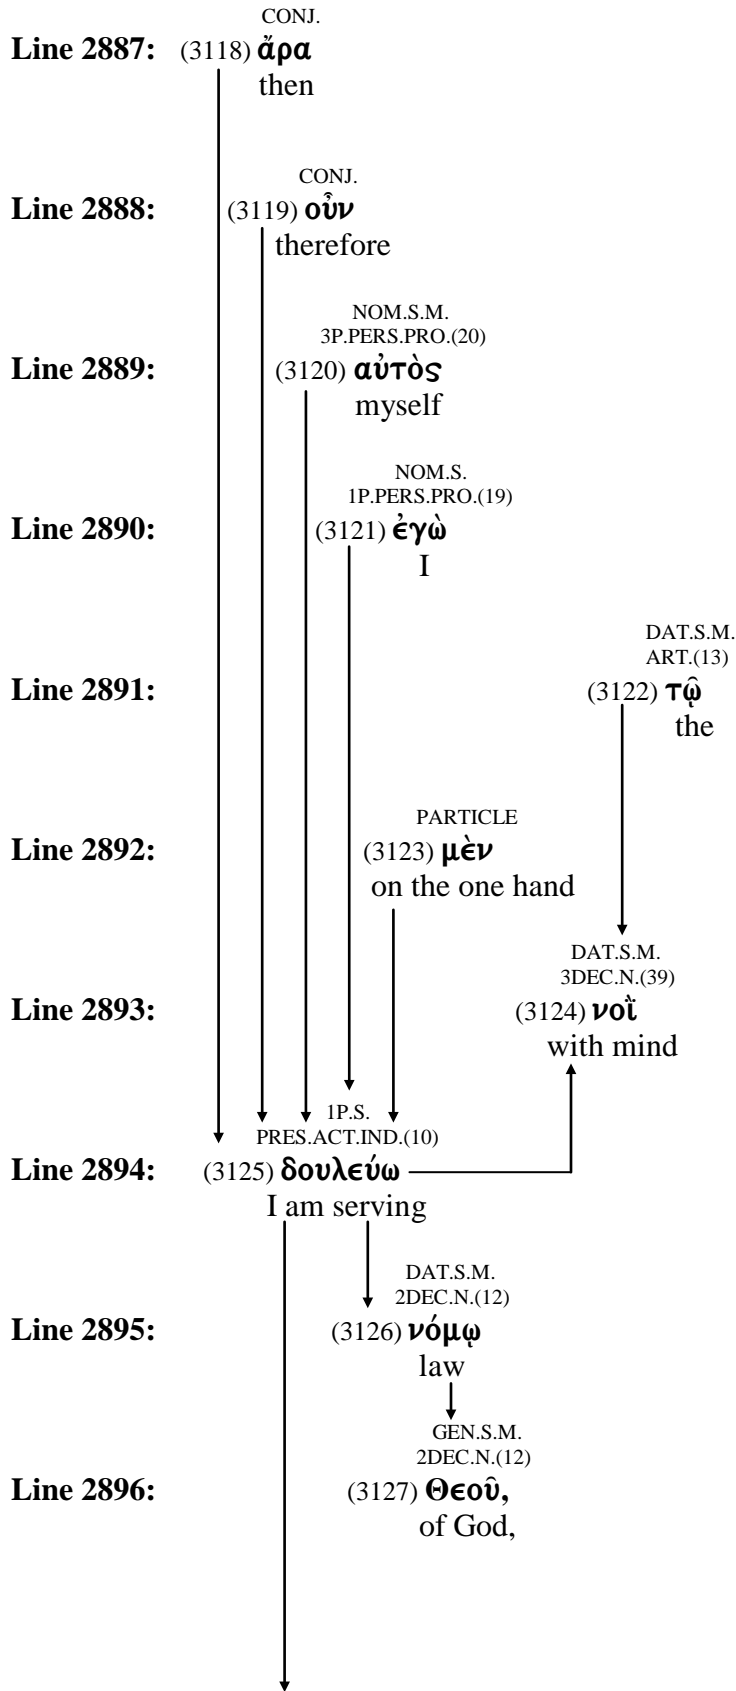 CONJ.
Line 2887: (3118) ἄρα
then
CONJ.
Line 2888: (3119) οὖν
therefore
NOM.S.M.
3P.PERS.PRO.(20)
Line 2889: (3120) αὐτὸς
myself
NOM.S.
1P.PERS.PRO.(19)
Line 2890: (3121) ἐγὼ
I
DAT.S.M.
ART.(13)
Line 2891: (3122) τῷ
the
PARTICLE
Line 2892: (3123) μὲν
on the one hand
DAT.S.M.
3DEC.N.(39)
Line 2893: (3124) νοῒ
with mind
1P.S.
PRES.ACT.IND.(10)
Line 2894: (3125) δουλεύω
I am serving
DAT.S.M.
2DEC.N.(12)
Line 2895: (3126) νόμῳ
law
GEN.S.M.
2DEC.N.(12)
Line 2896: (3127) Θεοῦ,
of God,